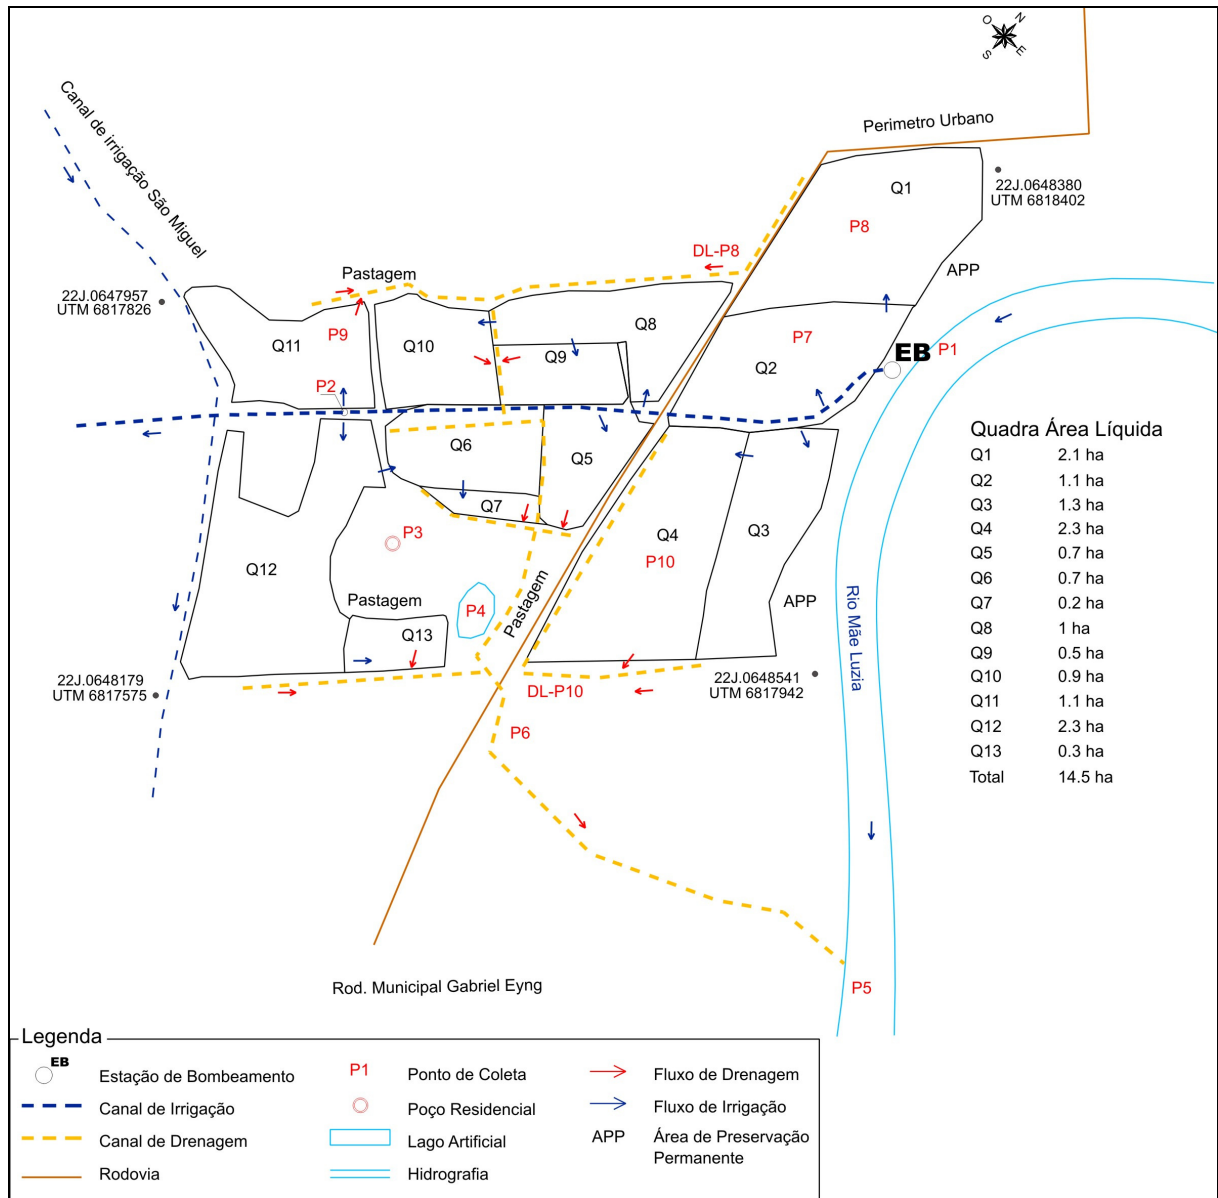 N
O
E
S
Canal de irrigação São Miguel
Perimetro Urbano
Q1
22J.0648380
UTM 6818402
P8
DL-P8
APP
Pastagem
22J.0647957
UTM 6817826
P9
Q11
Q10
Q8
Q9
P7
Q2
EB
P1
P2
Q6
Q5
Q7
P3
Q4
Q3
P10
Q12
Pastagem
Q13
P4
Pastagem
APP
Rio Mãe Luzia
22J.0648179
UTM 6817575
DL-P10
22J.0648541
UTM 6817942
P6
P5
Rod. Municipal Gabriel Eyng
Quadra Área Líquida
Q1 2.1 ha
Q2 1.1 ha
Q3 1.3 ha
Q4 2.3 ha
Q5 0.7 ha
Q6 0.7 ha
Q7 0.2 ha
Q8 1 ha
Q9 0.5 ha
Q10 0.9 ha
Q11 1.1 ha
Q12 2.3 ha
Q13 0.3 ha
Total 14.5 ha
Legenda
EB Estação de Bombeamento
Canal de Irrigação
Canal de Drenagem
Rodovia
P1 Ponto de Coleta
Poço Residencial
Lago Artificial
Hidrografia
Fluxo de Drenagem
Fluxo de Irrigação
APP Área de Preservação
Permanente